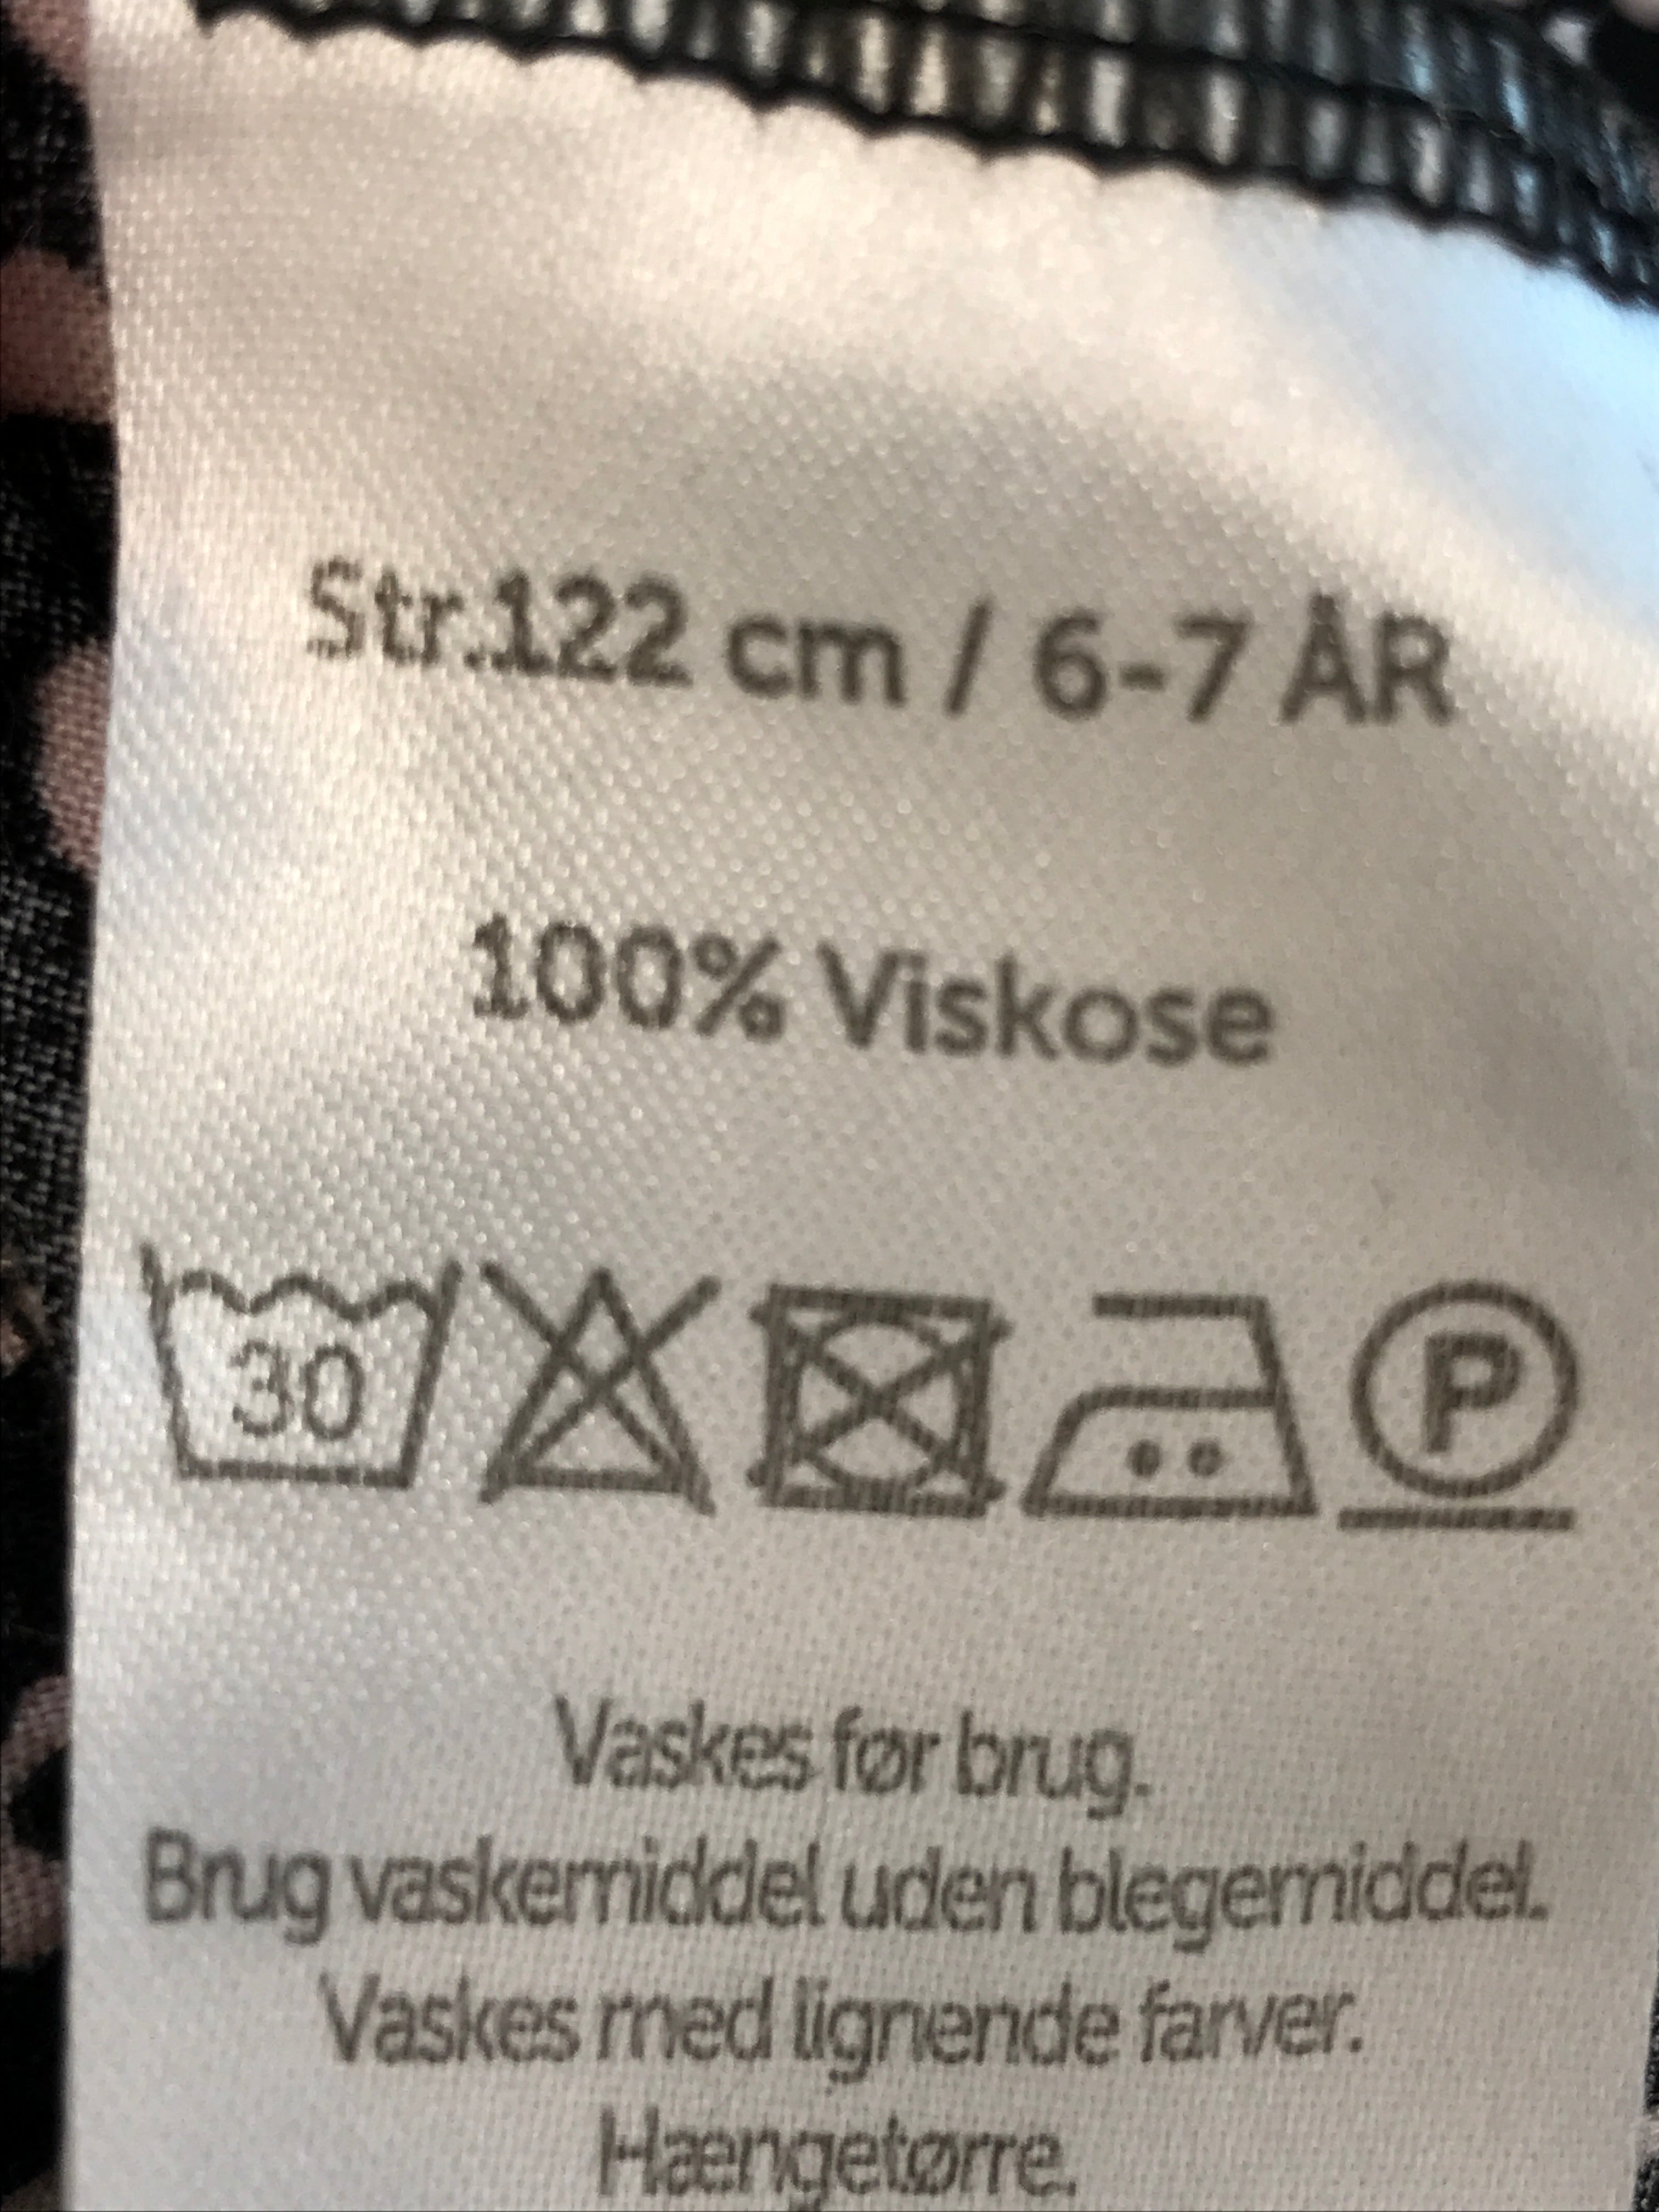 Str.122 cm / 6-7 ÅR
100% Viskose
30 P
Vaskes før brug.
Brug vaskemiddel uden blegemiddel.
Vaskes med lignende farver.
Hængetørre.